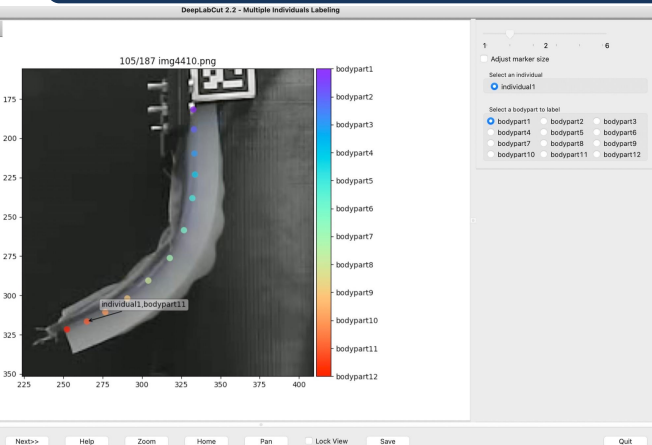 DeepLabCut 2.2 - Multiple Individuals Labeling
105/187 img4410.png
175
200
225
250
275
300
325
350
225 250 275 300 325 350 375 400
individual1,bodypart11
bodypart1
bodypart2
bodypart3
bodypart4
bodypart5
bodypart6
bodypart7
bodypart8
bodypart9
bodypart10
bodypart11
bodypart12
1 2 6
Adjust marker size
Select an individual
individual1
Select a bodypart to label
bodypart1 bodypart2 bodypart3
bodypart4 bodypart5 bodypart6
bodypart7 bodypart8 bodypart9
bodypart10 bodypart11 bodypart12
Next>> Help Zoom Home Pan Lock View Save Quit